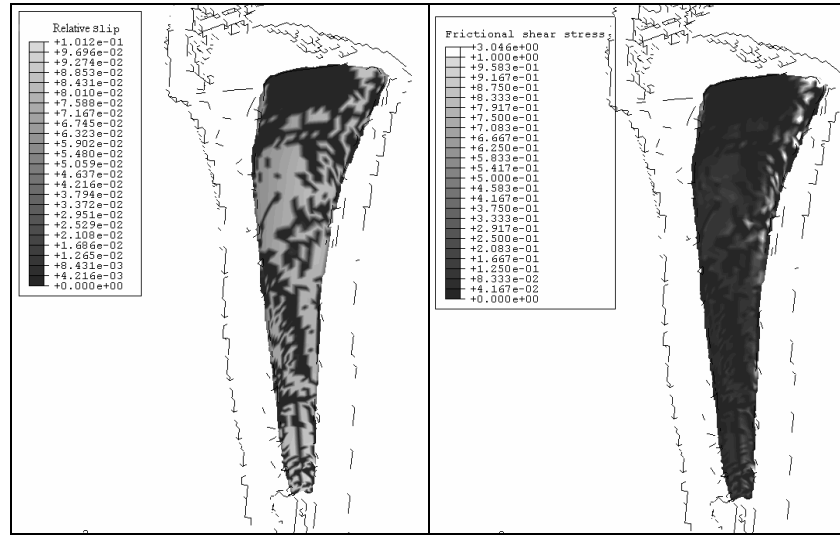 Relative slip
+1.012e-01
+9.696e-02
+9.274e-02
+8.853e-02
+8.431e-02
+8.010e-02
+7.588e-02
+7.167e-02
+6.745e-02
+6.323e-02
+5.902e-02
+5.480e-02
+5.059e-02
+4.637e-02
+4.216e-02
+3.794e-02
+3.372e-02
+2.951e-02
+2.529e-02
+2.108e-02
+1.686e-02
+1.265e-02
+8.431e-03
+4.216e-03
+0.000e+00
Frictional shear stress
+3.046e+00
+1.000e+00
+9.583e-01
+9.167e-01
+8.750e-01
+8.333e-01
+7.917e-01
+7.500e-01
+7.083e-01
+6.667e-01
+6.250e-01
+5.833e-01
+5.417e-01
+5.000e-01
+4.583e-01
+4.167e-01
+3.750e-01
+3.333e-01
+2.917e-01
+2.500e-01
+2.083e-01
+1.667e-01
+1.250e-01
+8.333e-02
+4.167e-02
+0.000e+00